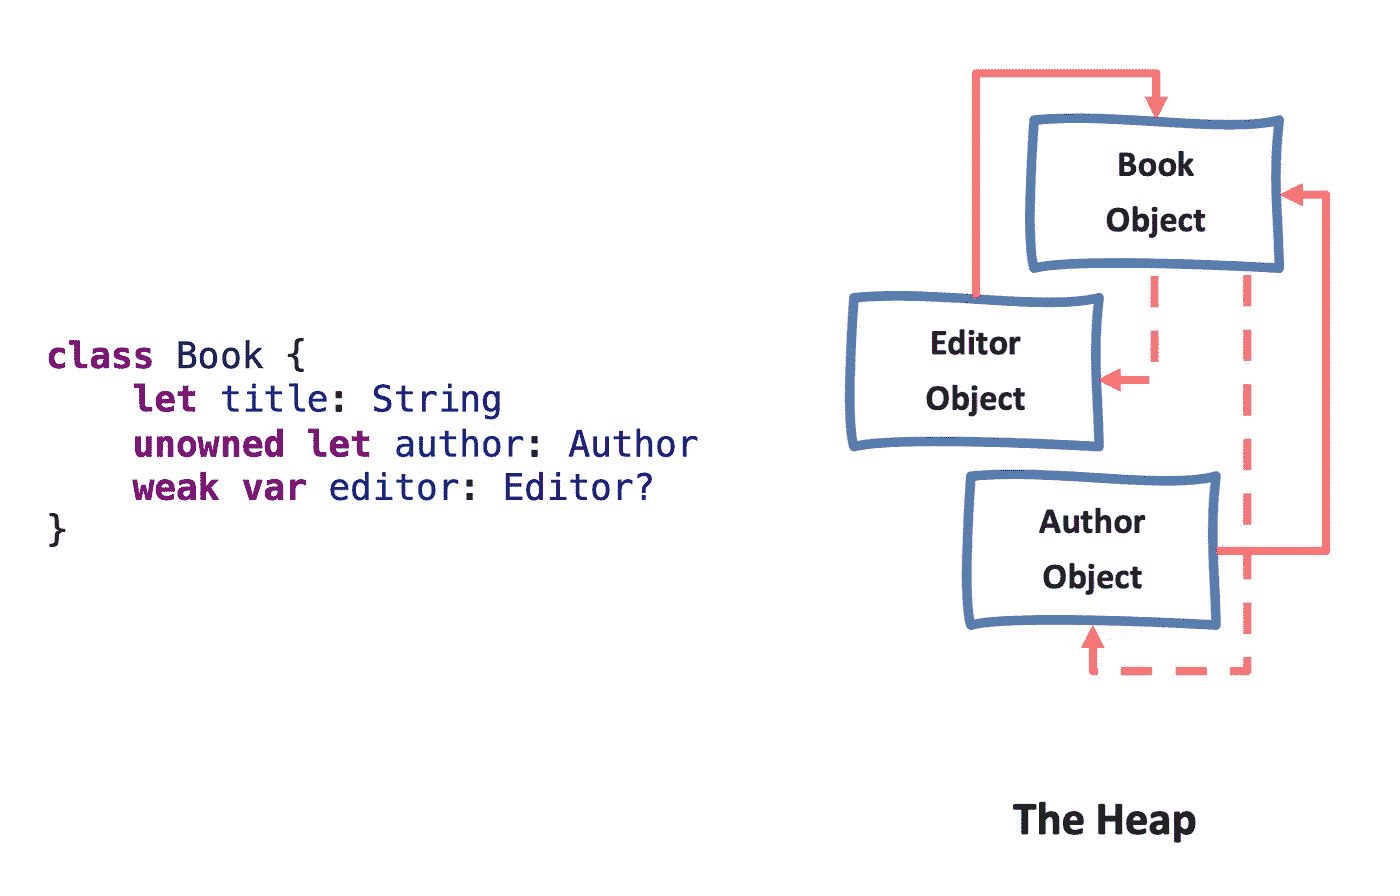 class Book {
    let title: String
    unowned let author: Author
    weak var editor: Editor?
}
Book
Object
Editor
Object
Author
Object
The Heap